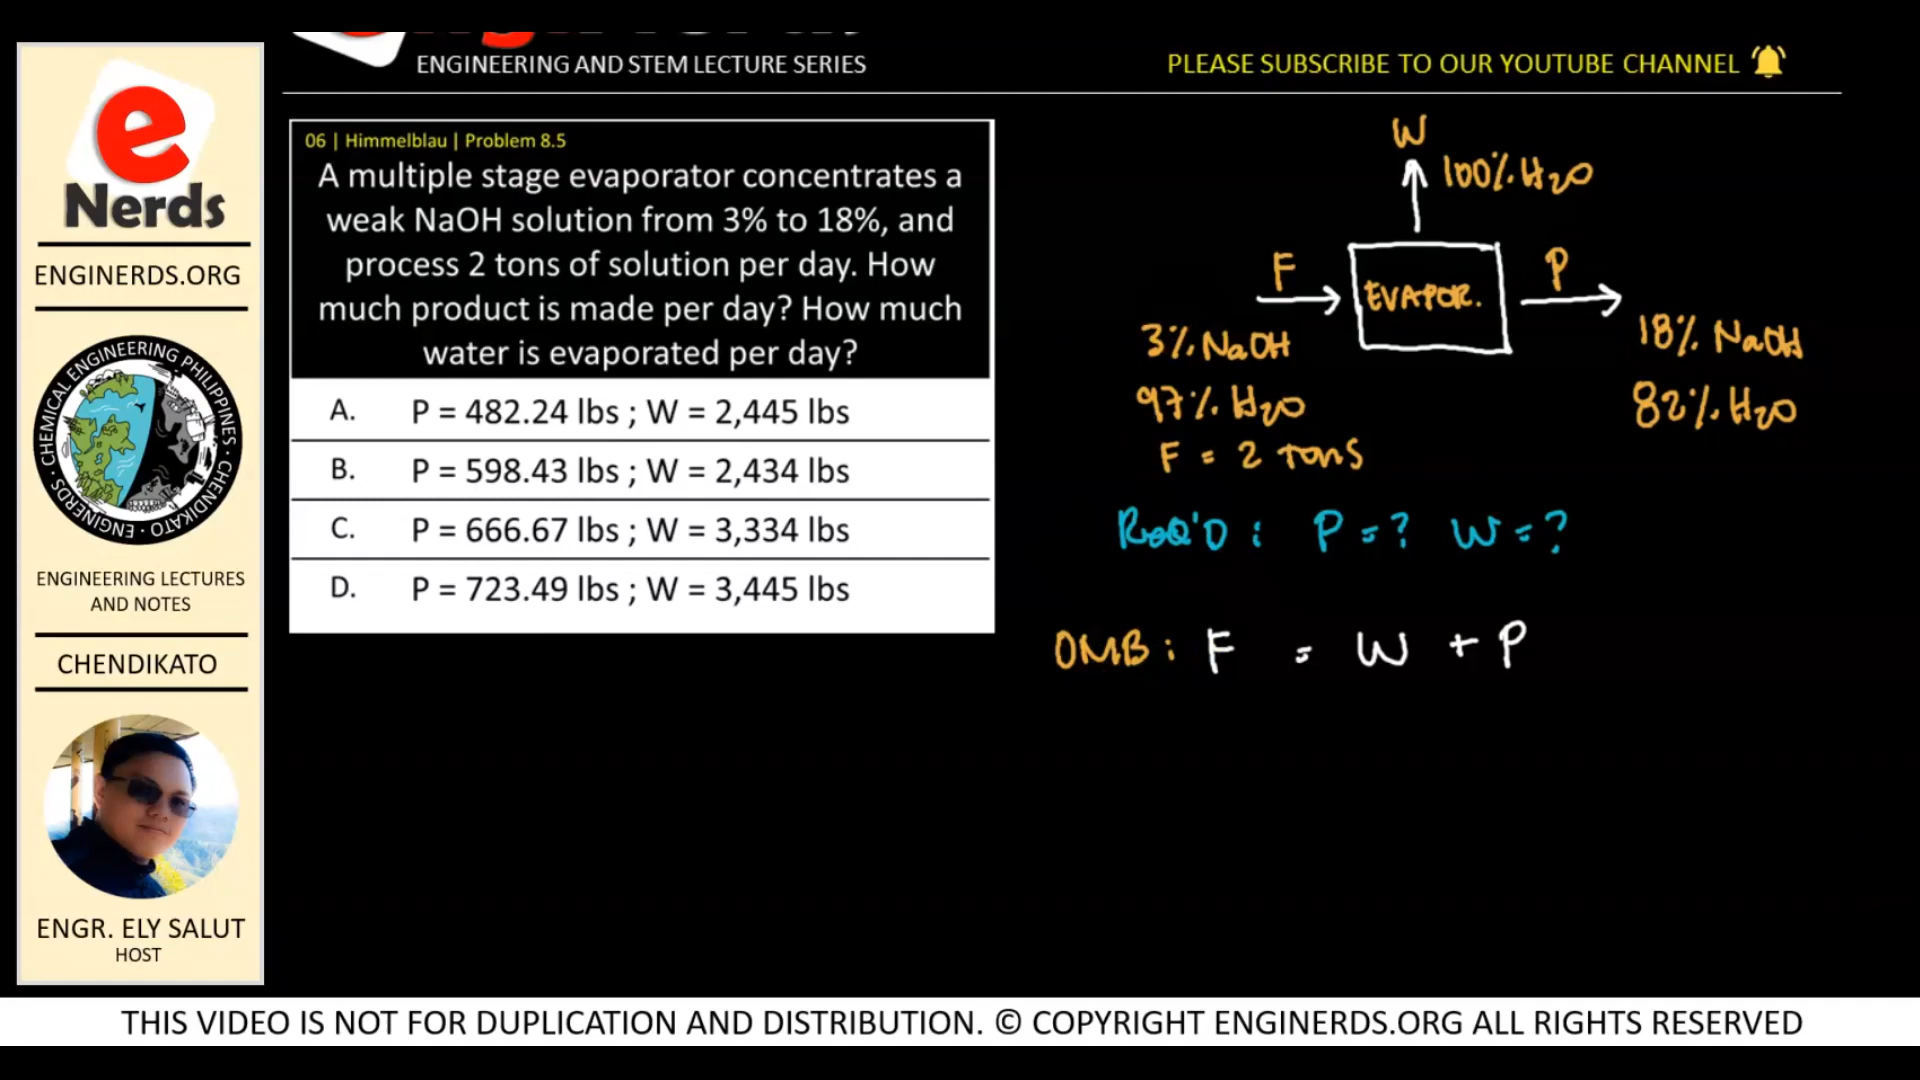 e
Nerds
ENGINERDS.ORG
CHEMICAL ENGINEERING PHILIPPINES · CHENDIKATO · ENGINERDS ·
ENGINEERING LECTURES
AND NOTES
CHENDIKATO
ENGR. ELY SALUT
HOST
ENGINEERING AND STEM LECTURE SERIES
PLEASE SUBSCRIBE TO OUR YOUTUBE CHANNEL
06 | Himmelblau | Problem 8.5
A multiple stage evaporator concentrates a
weak NaOH solution from 3% to 18%, and
process 2 tons of solution per day. How
much product is made per day? How much
water is evaporated per day?
A. P = 482.24 lbs ; W = 2,445 lbs
B. P = 598.43 lbs ; W = 2,434 lbs
C. P = 666.67 lbs ; W = 3,334 lbs
D. P = 723.49 lbs ; W = 3,445 lbs
W
100% H2O
F
EVAPOR.
P
3% NaOH
97% H2O
F = 2 TONS
18% NaOH
82% H2O
REQ'D : P = ? W = ?
OMB : F = W + P
THIS VIDEO IS NOT FOR DUPLICATION AND DISTRIBUTION. © COPYRIGHT ENGINERDS.ORG ALL RIGHTS RESERVED